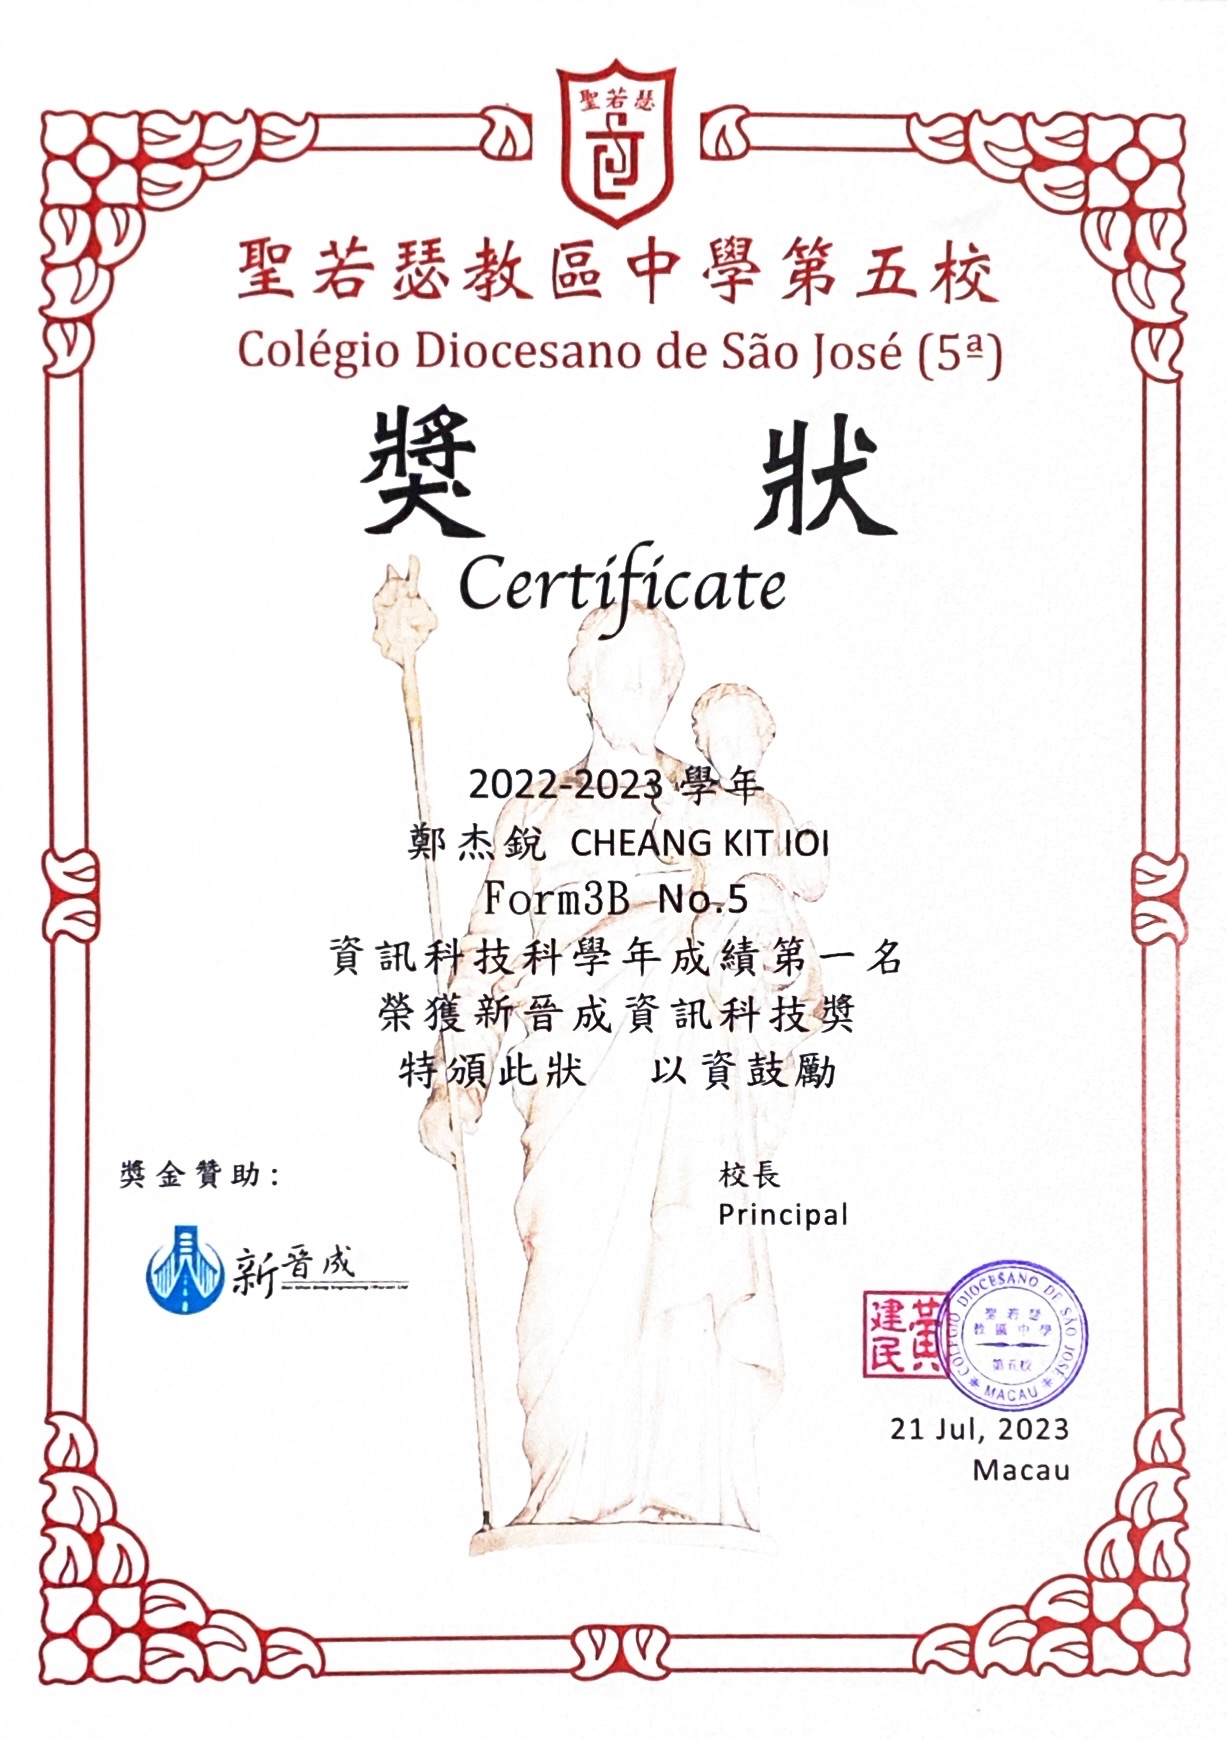 聖若瑟
聖若瑟教區中學第五校
Colégio Diocesano de São José (5ª)
獎 狀
Certificate
2022-2023 學年
鄭杰銳 CHEANG KIT IOI
Form3B No.5
資訊科技科學年成績第一名
榮獲新晉成資訊科技獎
特頒此狀 以資鼓勵
獎金贊助:
新晉成
校長
Principal
黃建民
COLÉGIO DIOCESANO DE SÃO JOSÉ
聖若瑟
教區中學
第五校
MACAU
21 Jul, 2023
Macau